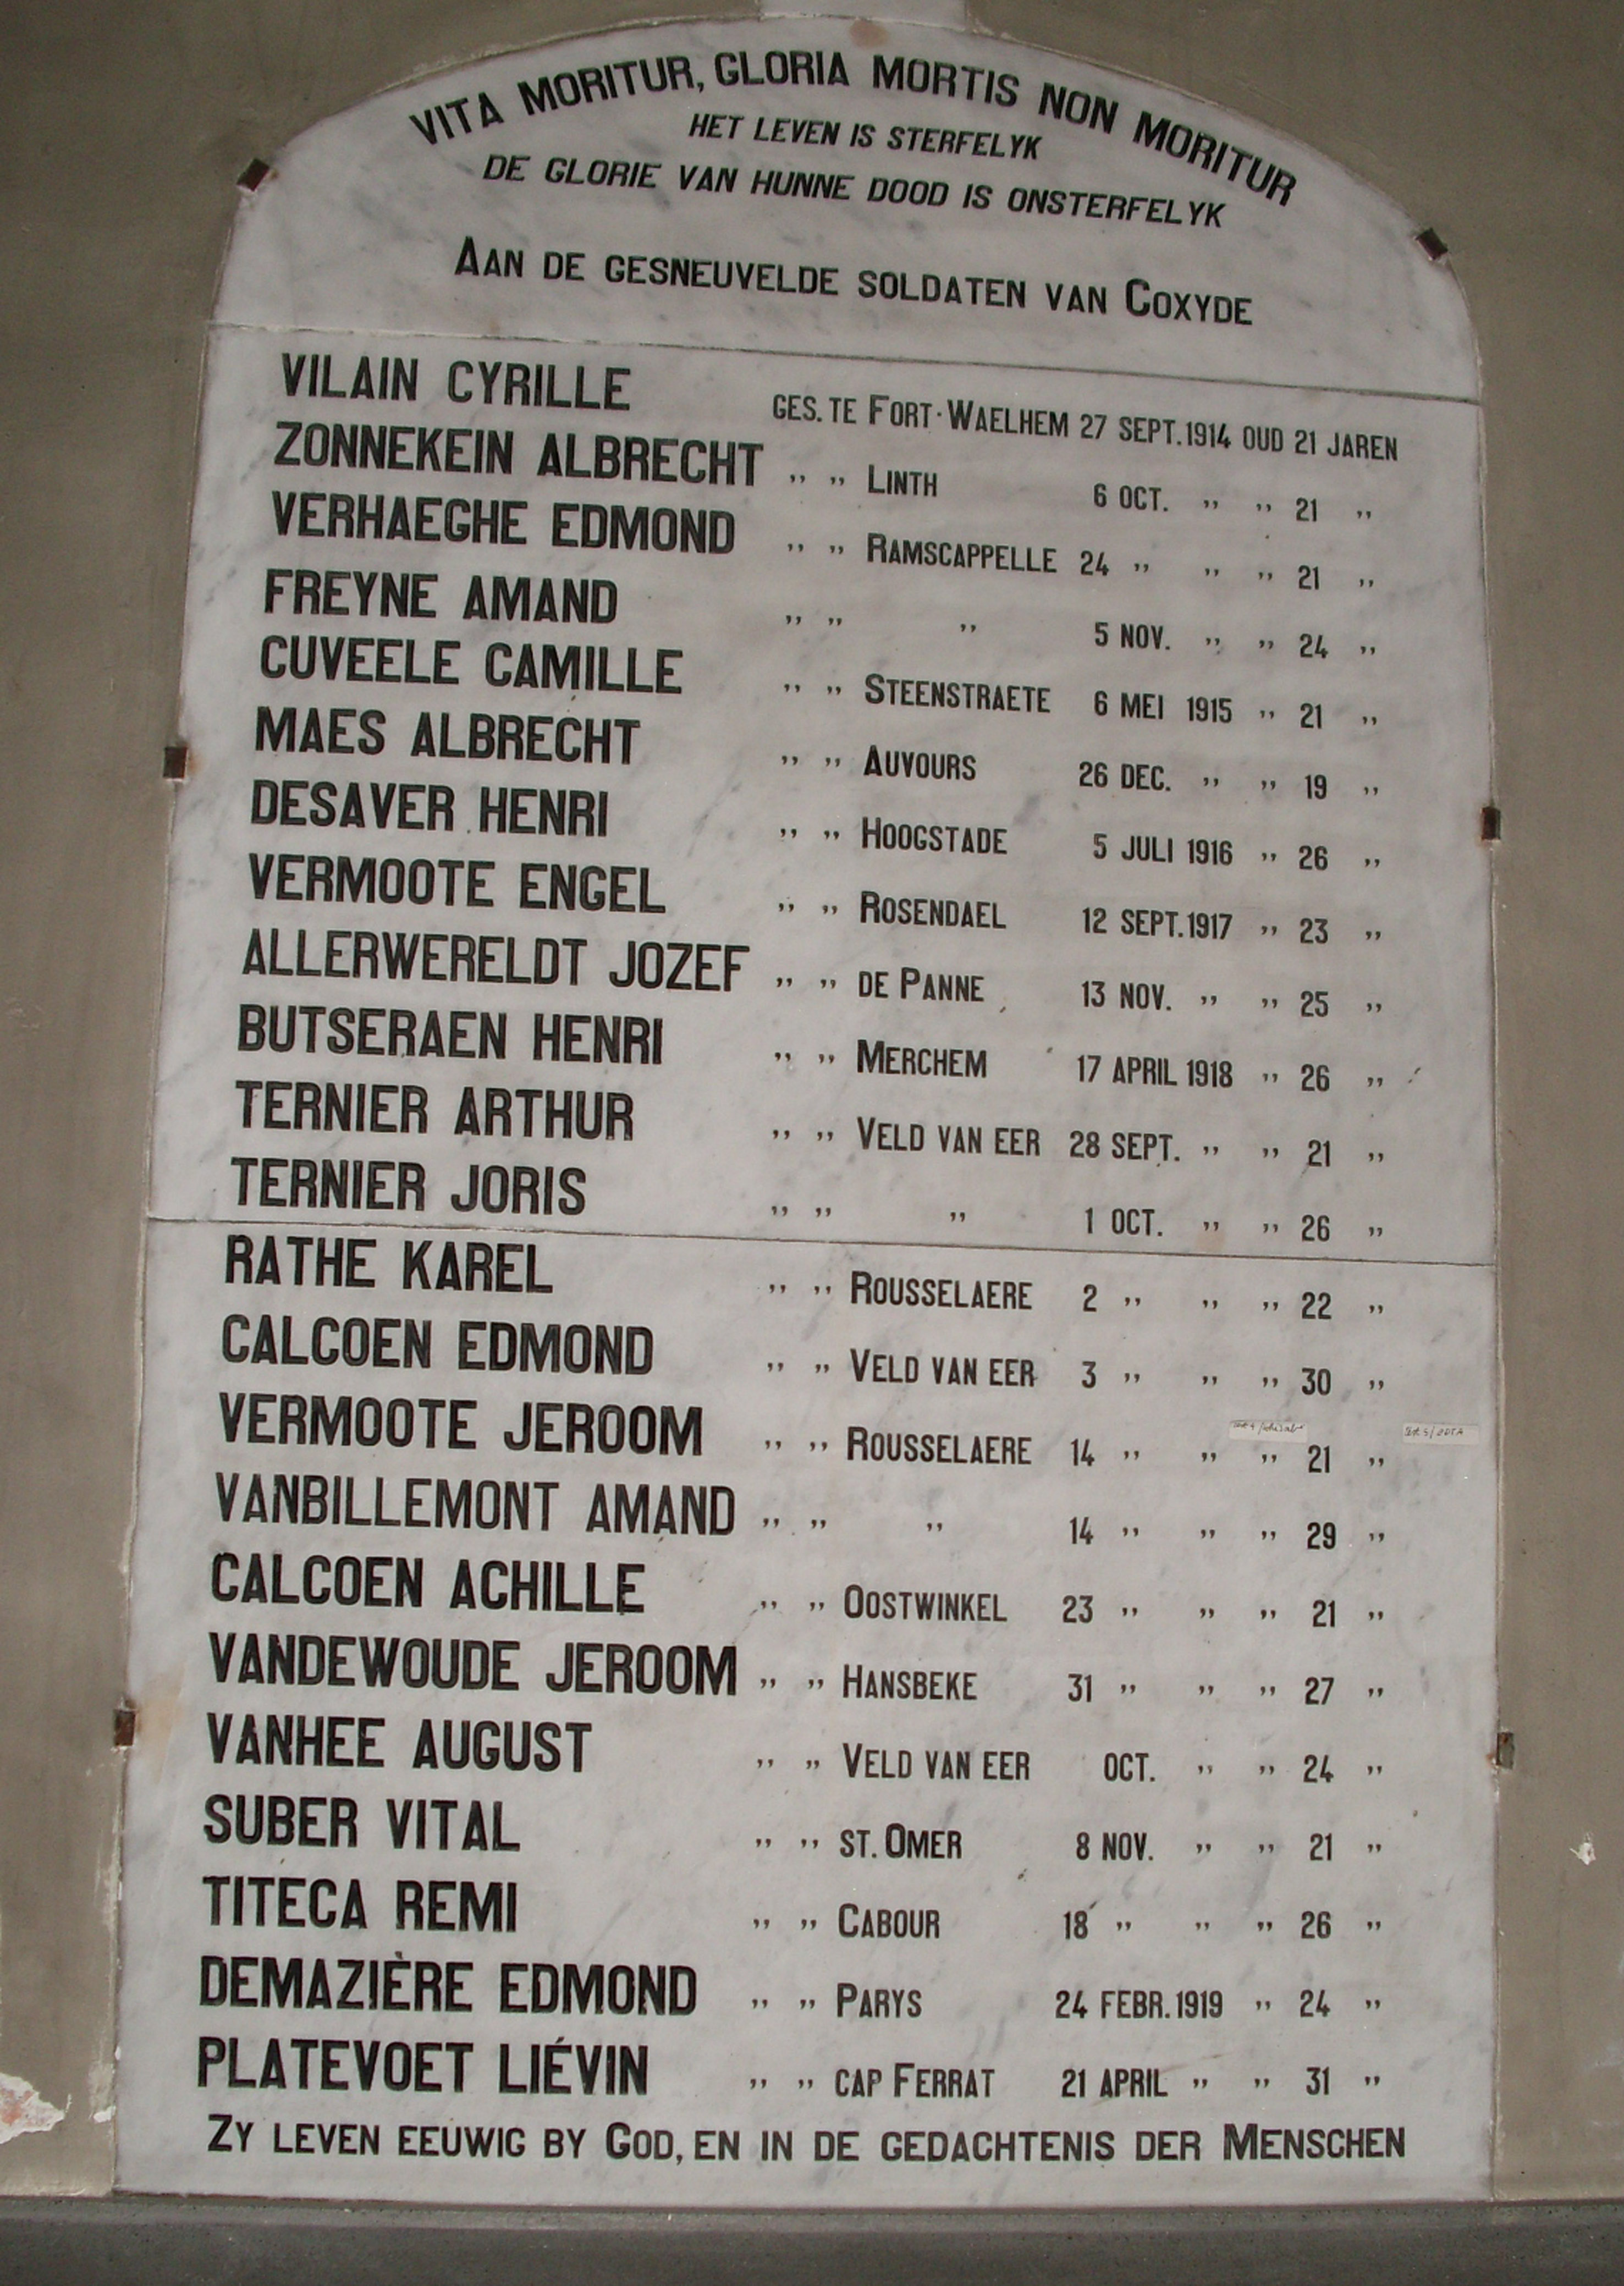 VITA MORITUR, GLORIA MORTIS NON MORITUR
HET LEVEN IS STERFELYK
DE GLORIE VAN HUNNE DOOD IS ONSTERFELYK
AAN DE GESNEUVELDE SOLDATEN VAN COXYDE
VILAIN CYRILLE GES. TE FORT·WAELHEM 27 SEPT. 1914 OUD 21 JAREN
ZONNEKEIN ALBRECHT ,, ,, LINTH 6 OCT. ,, ,, 21 ,,
VERHAEGHE EDMOND ,, ,, RAMSCAPPELLE 24 ,, ,, ,, 21 ,,
FREYNE AMAND ,, ,, ,, 5 NOV. ,, ,, 24 ,,
CUVEELE CAMILLE ,, ,, STEENSTRAETE 6 MEI 1915 ,, 21 ,,
MAES ALBRECHT ,, ,, AUVOURS 26 DEC. ,, ,, 19 ,,
DESAVER HENRI ,, ,, HOOGSTADE 5 JULI 1916 ,, 26 ,,
VERMOOTE ENGEL ,, ,, ROSENDAEL 12 SEPT. 1917 ,, 23 ,,
ALLERWERELDT JOZEF ,, ,, DE PANNE 13 NOV. ,, ,, 25 ,,
BUTSERAEN HENRI ,, ,, MERCHEM 17 APRIL 1918 ,, 26 ,,
TERNIER ARTHUR ,, ,, VELD VAN EER 28 SEPT. ,, ,, 21 ,,
TERNIER JORIS ,, ,, ,, 1 OCT. ,, ,, 26 ,,
RATHE KAREL ,, ,, ROUSSELAERE 2 ,, ,, ,, 22 ,,
CALCOEN EDMOND ,, ,, VELD VAN EER 3 ,, ,, ,, 30 ,,
VERMOOTE JEROOM ,, ,, ROUSSELAERE 14 ,, ,, ,, 21 ,,
VANBILLEMONT AMAND ,, ,, ,, 14 ,, ,, ,, 29 ,,
CALCOEN ACHILLE ,, ,, OOSTWINKEL 23 ,, ,, ,, 21 ,,
VANDEWOUDE JEROOM ,, ,, HANSBEKE 31 ,, ,, ,, 27 ,,
VANHEE AUGUST ,, ,, VELD VAN EER OCT. ,, ,, 24 ,,
SUBER VITAL ,, ,, ST. OMER 8 NOV. ,, ,, 21 ,,
TITECA REMI ,, ,, CABOUR 18 ,, ,, ,, 26 ,,
DEMAZIÈRE EDMOND ,, ,, PARYS 24 FEBR. 1919 ,, 24 ,,
PLATEVOET LIÉVIN ,, ,, CAP FERRAT 21 APRIL ,, ,, 31 ,,
ZY LEVEN EEUWIG BY GOD, EN IN DE GEDACHTENIS DER MENSCHEN